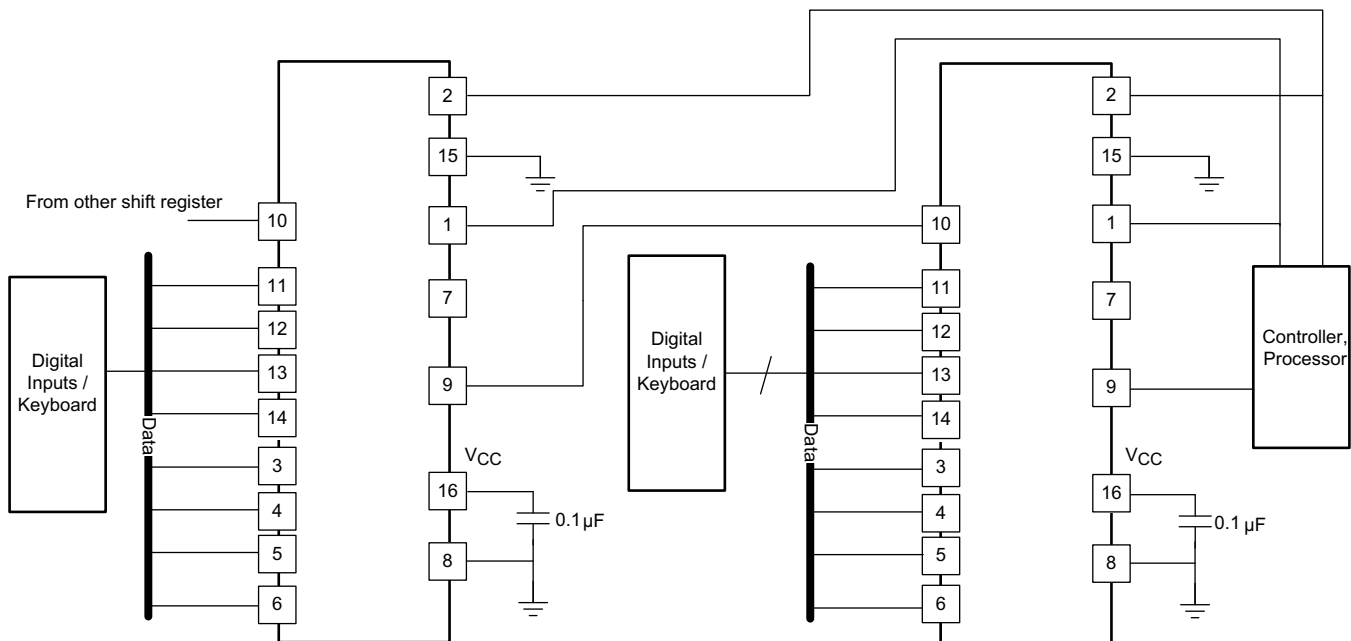 From other shift register
Digital
Inputs /
Keyboard
Data
10
11
12
13
14
3
4
5
6
2
15
1
7
9
VCC
16
8
0.1 µF
Digital
Inputs /
Keyboard
Data
10
11
12
13
14
3
4
5
6
2
15
1
7
9
VCC
16
8
0.1 µF
Controller,
Processor